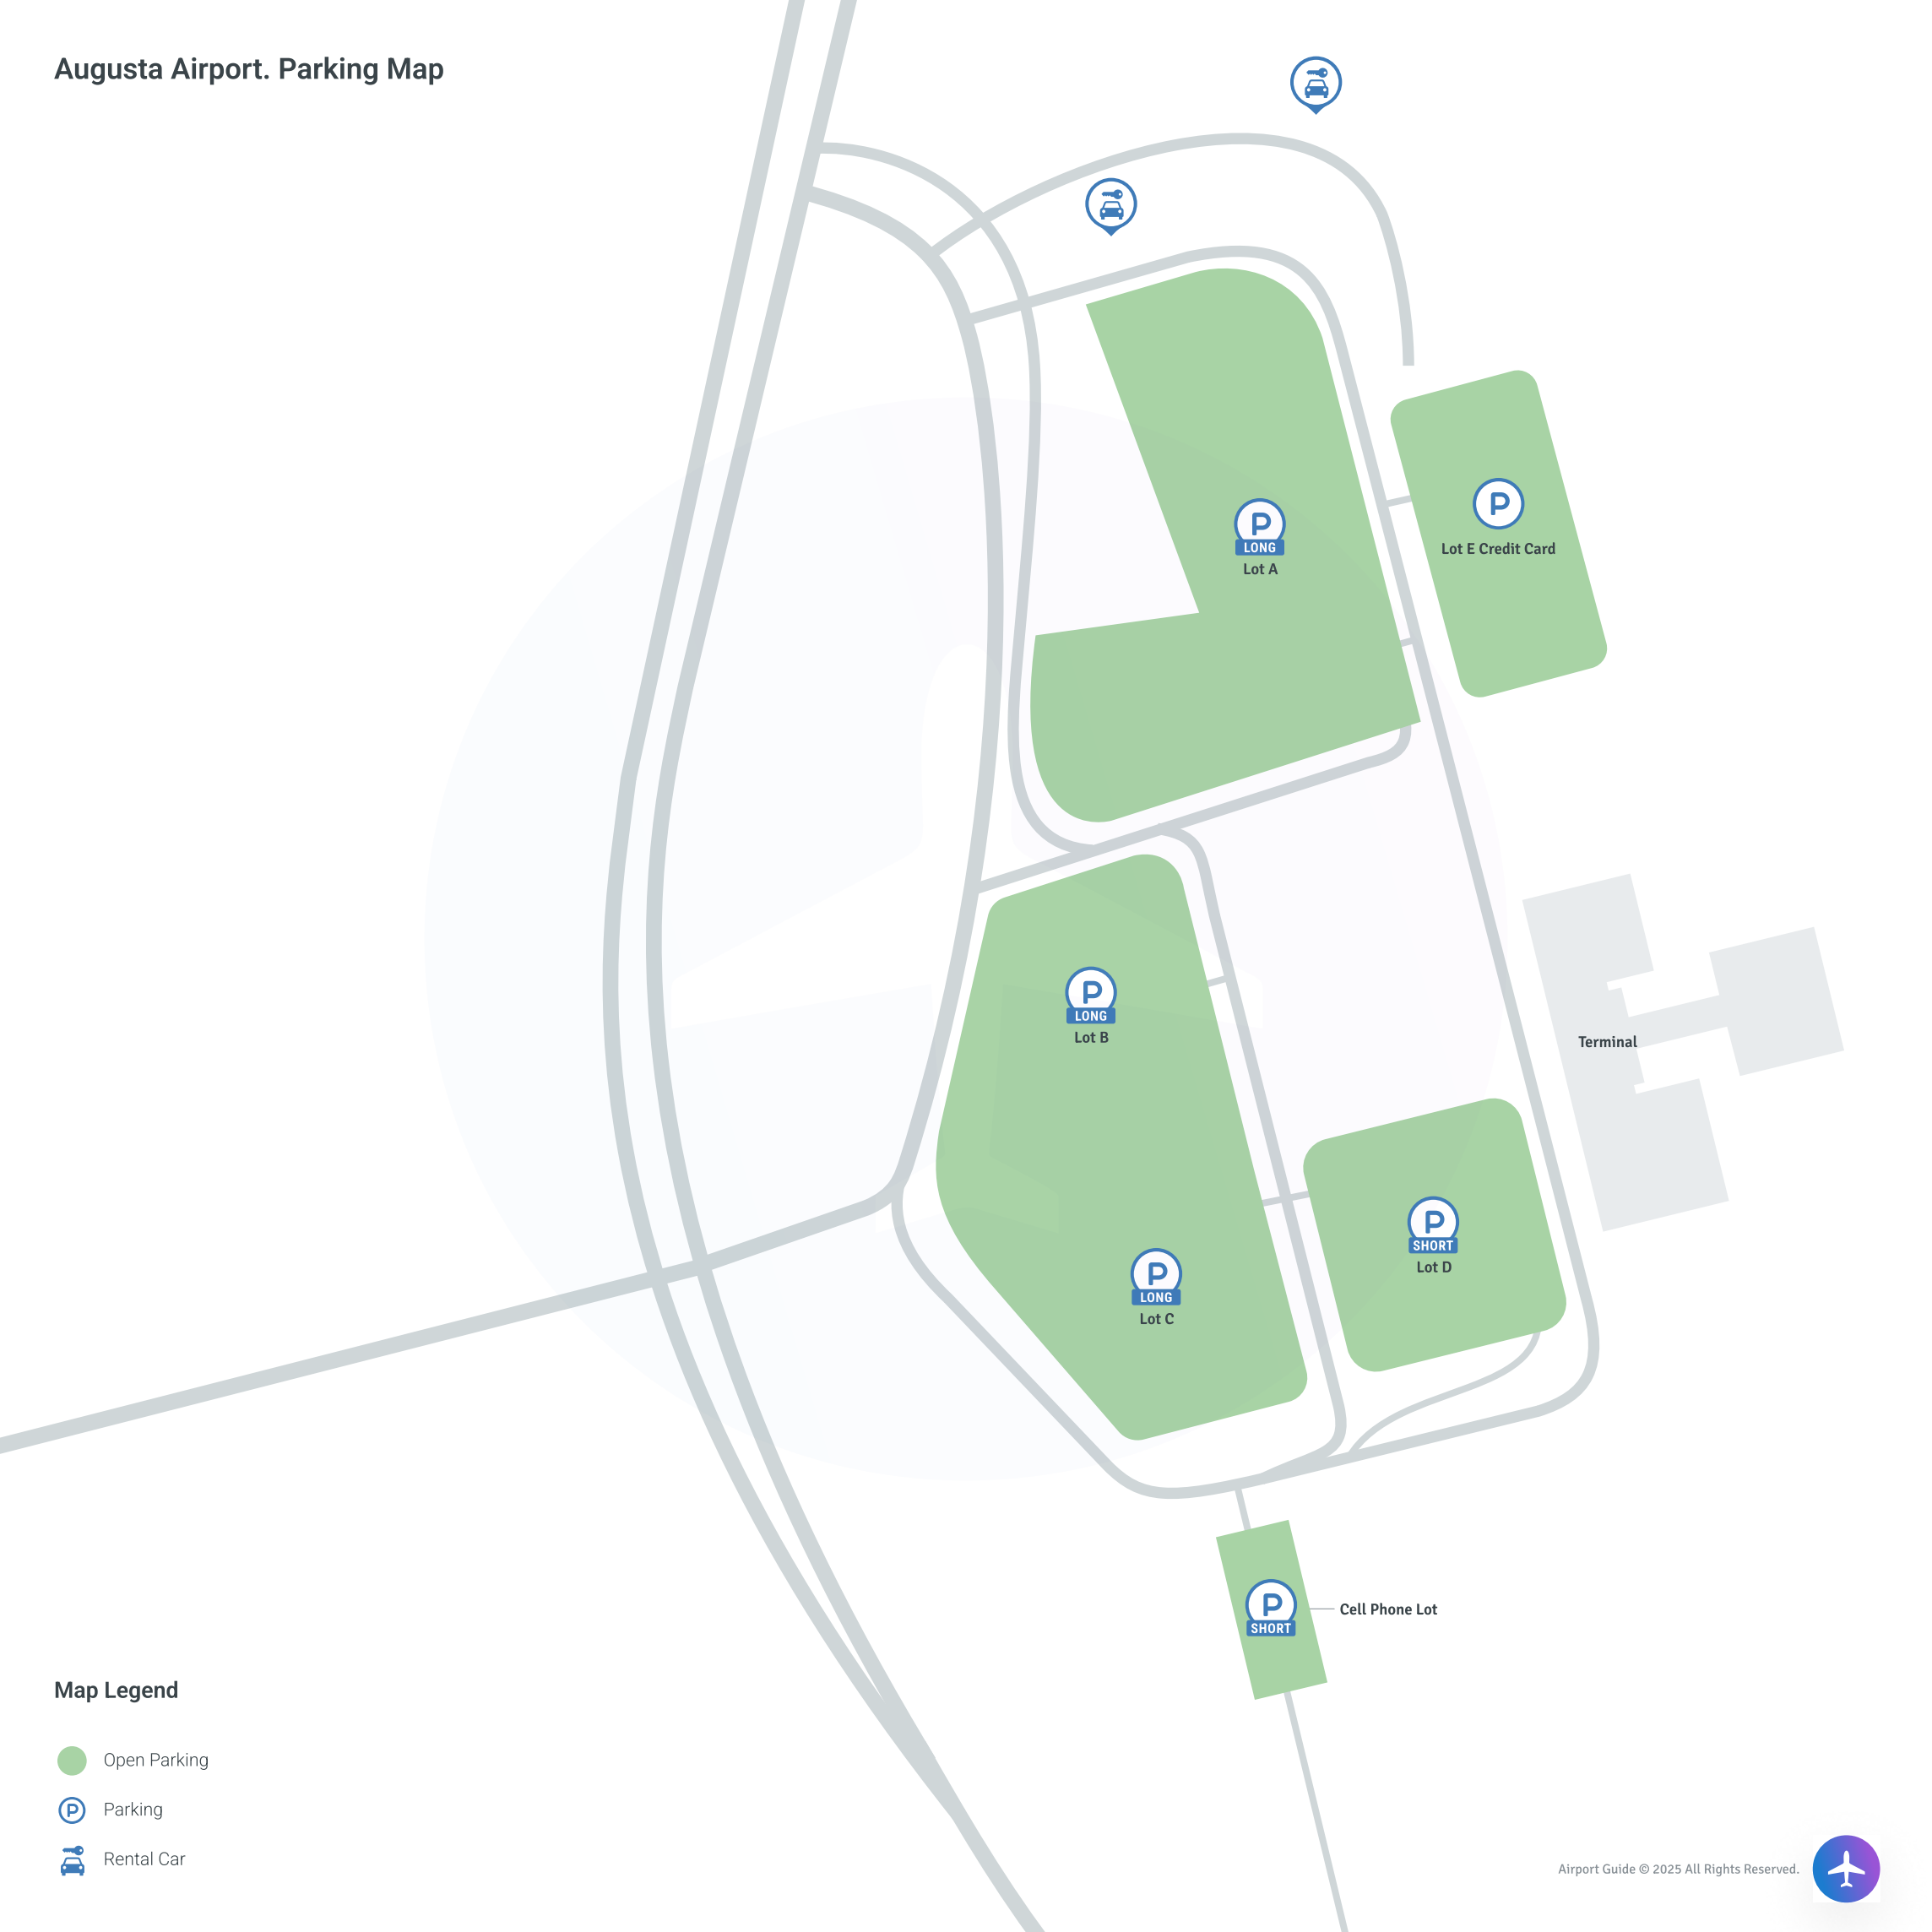 Augusta Airport. Parking Map
P
LONG
Lot A
P
Lot E Credit Card
P
LONG
Lot B
Terminal
P
SHORT
Lot D
P
LONG
Lot C
P
SHORT
Cell Phone Lot
Map Legend
Open Parking
P
Parking
Rental Car
Airport Guide © 2025 All Rights Reserved.